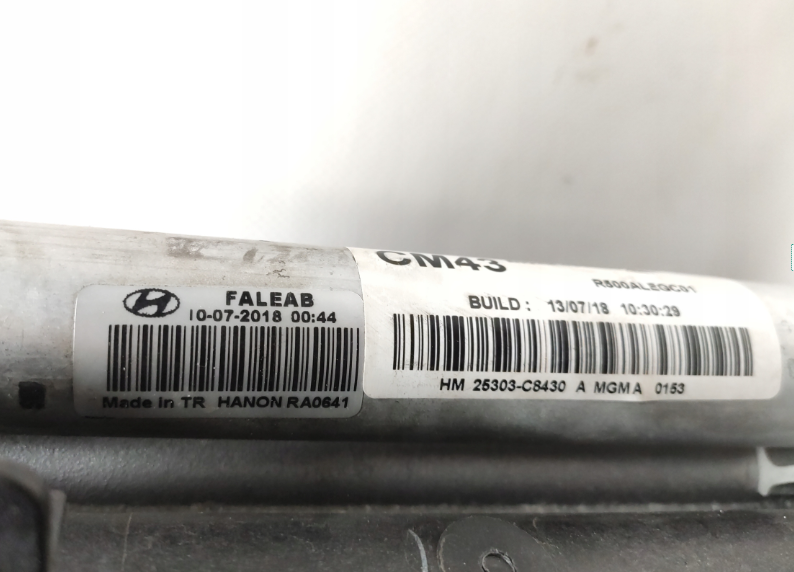 FALEAB
10-07-2018 00:44
Made in TR HANON RA0641
CM43
R500ALEQC01
BUILD : 13/07/18 10:30:29
HM 25303-C8430 A MGMA 0153